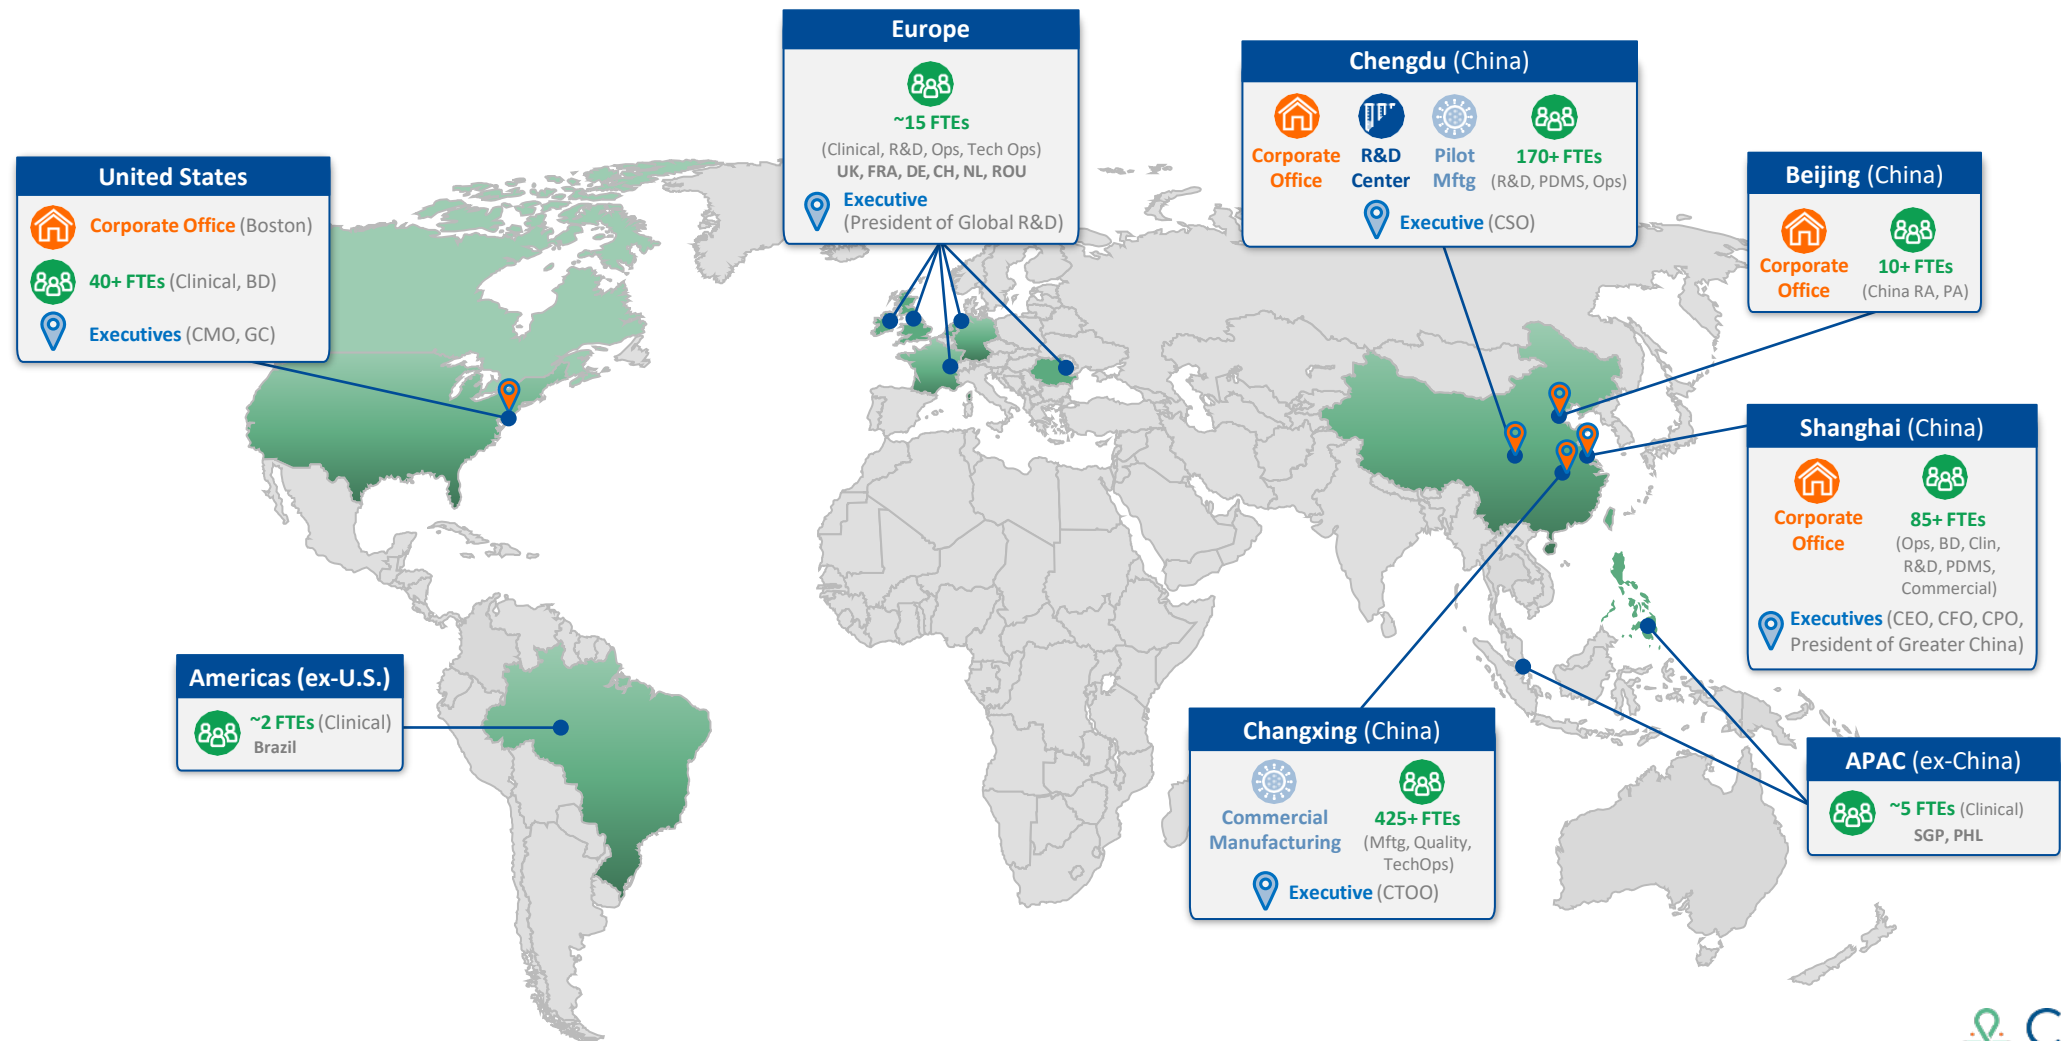 United States
Corporate Office (Boston)
40+ FTEs (Clinical, BD)
Executives (CMO, GC)
Europe
~15 FTEs
(Clinical, R&D, Ops, Tech Ops)
UK, FRA, DE, CH, NL, ROU
Executive
(President of Global R&D)
Chengdu (China)
Corporate
Office
R&D
Center
Pilot
Mftg
170+ FTEs
(R&D, PDMS, Ops)
Executive (CSO)
Beijing (China)
Corporate
Office
10+ FTEs
(China RA, PA)
Shanghai (China)
Corporate
Office
85+ FTEs
(Ops, BD, Clin,
R&D, PDMS,
Commercial)
Executives (CEO, CFO, CPO,
President of Greater China)
Americas (ex-U.S.)
~2 FTEs (Clinical)
Brazil
Changxing (China)
Commercial
Manufacturing
425+ FTEs
(Mftg, Quality,
TechOps)
Executive (CTOO)
APAC (ex-China)
~5 FTEs (Clinical)
SGP, PHL